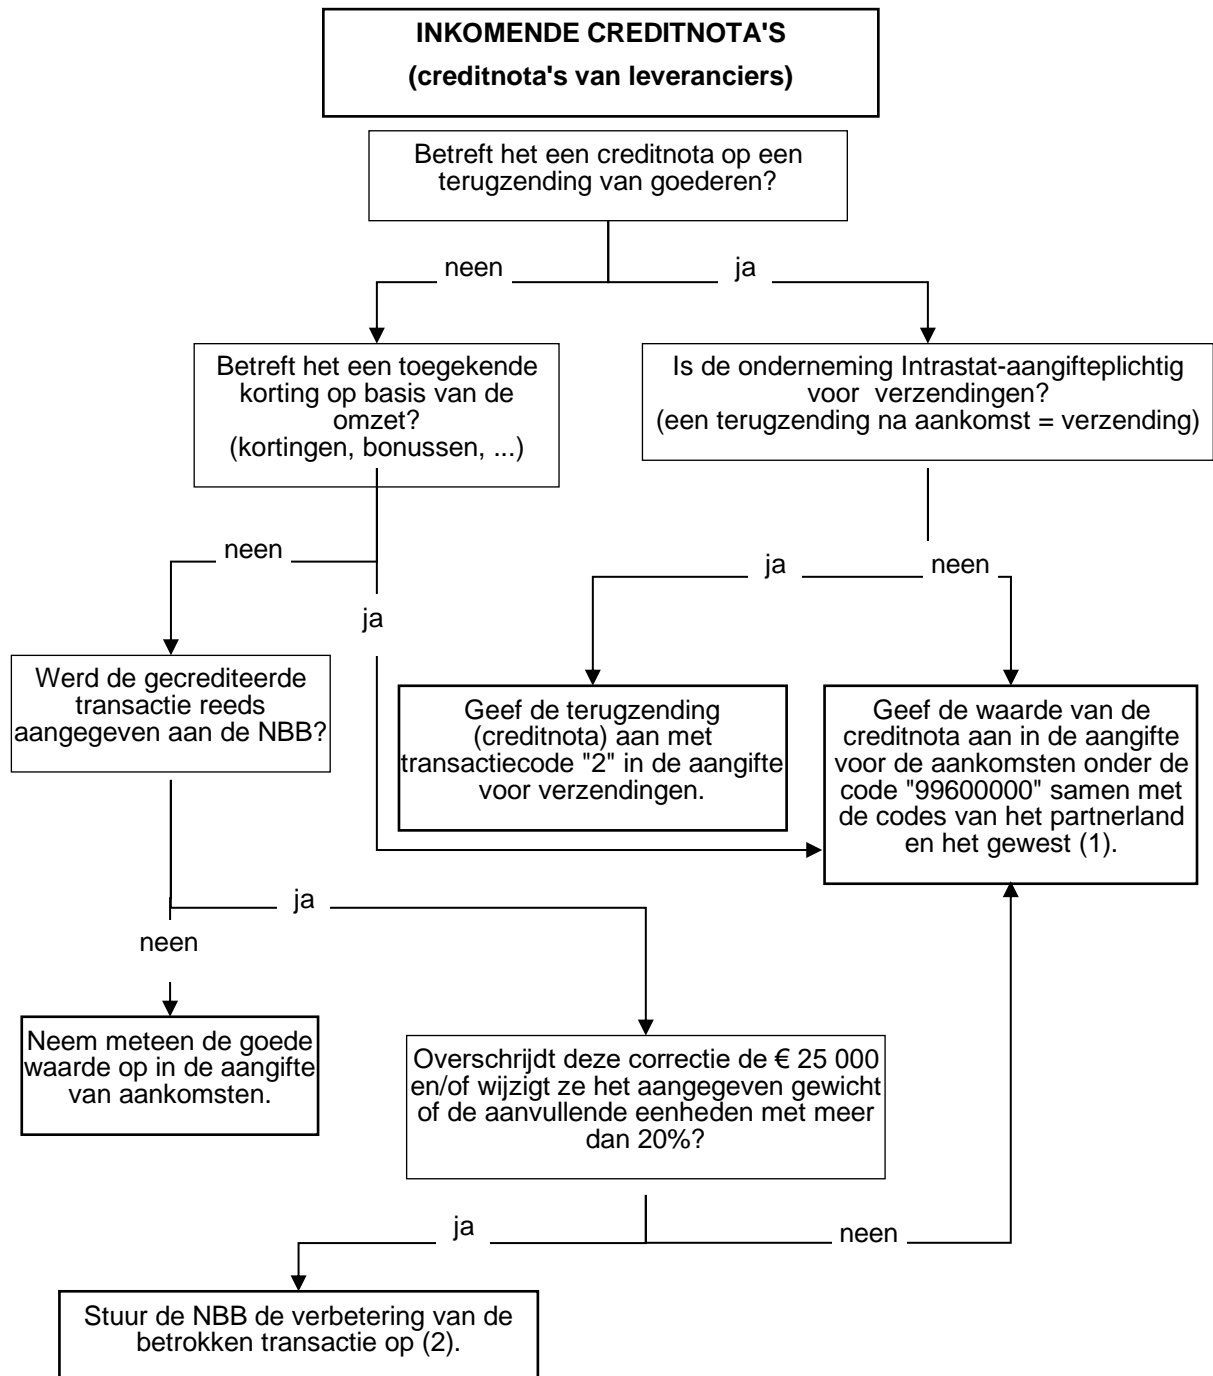 INKOMENDE CREDITNOTA'S
(creditnota's van leveranciers)
Betreft het een creditnota op een
terugzending van goederen?
neen
ja
Betreft het een toegekende
korting op basis van de
omzet?
(kortingen, bonussen, ...)
Is de onderneming Intrastat-aangifteplichtig
voor verzendingen?
(een terugzending na aankomst = verzending)
neen
ja
ja
neen
Werd de gecrediteerde
transactie reeds
aangegeven aan de NBB?
Geef de terugzending
(creditnota) aan met
transactiecode "2" in de aangifte
voor verzendingen.
Geef de waarde van de
creditnota aan in de aangifte
voor de aankomsten onder de
code "99600000" samen met
de codes van het partnerland
en het gewest (1).
ja
neen
Neem meteen de goede
waarde op in de aangifte
van aankomsten.
Overschrijdt deze correctie de € 25 000
en/of wijzigt ze het aangegeven gewicht
of de aanvullende eenheden met meer
dan 20%?
ja
neen
Stuur de NBB de verbetering van de
betrokken transactie op (2).